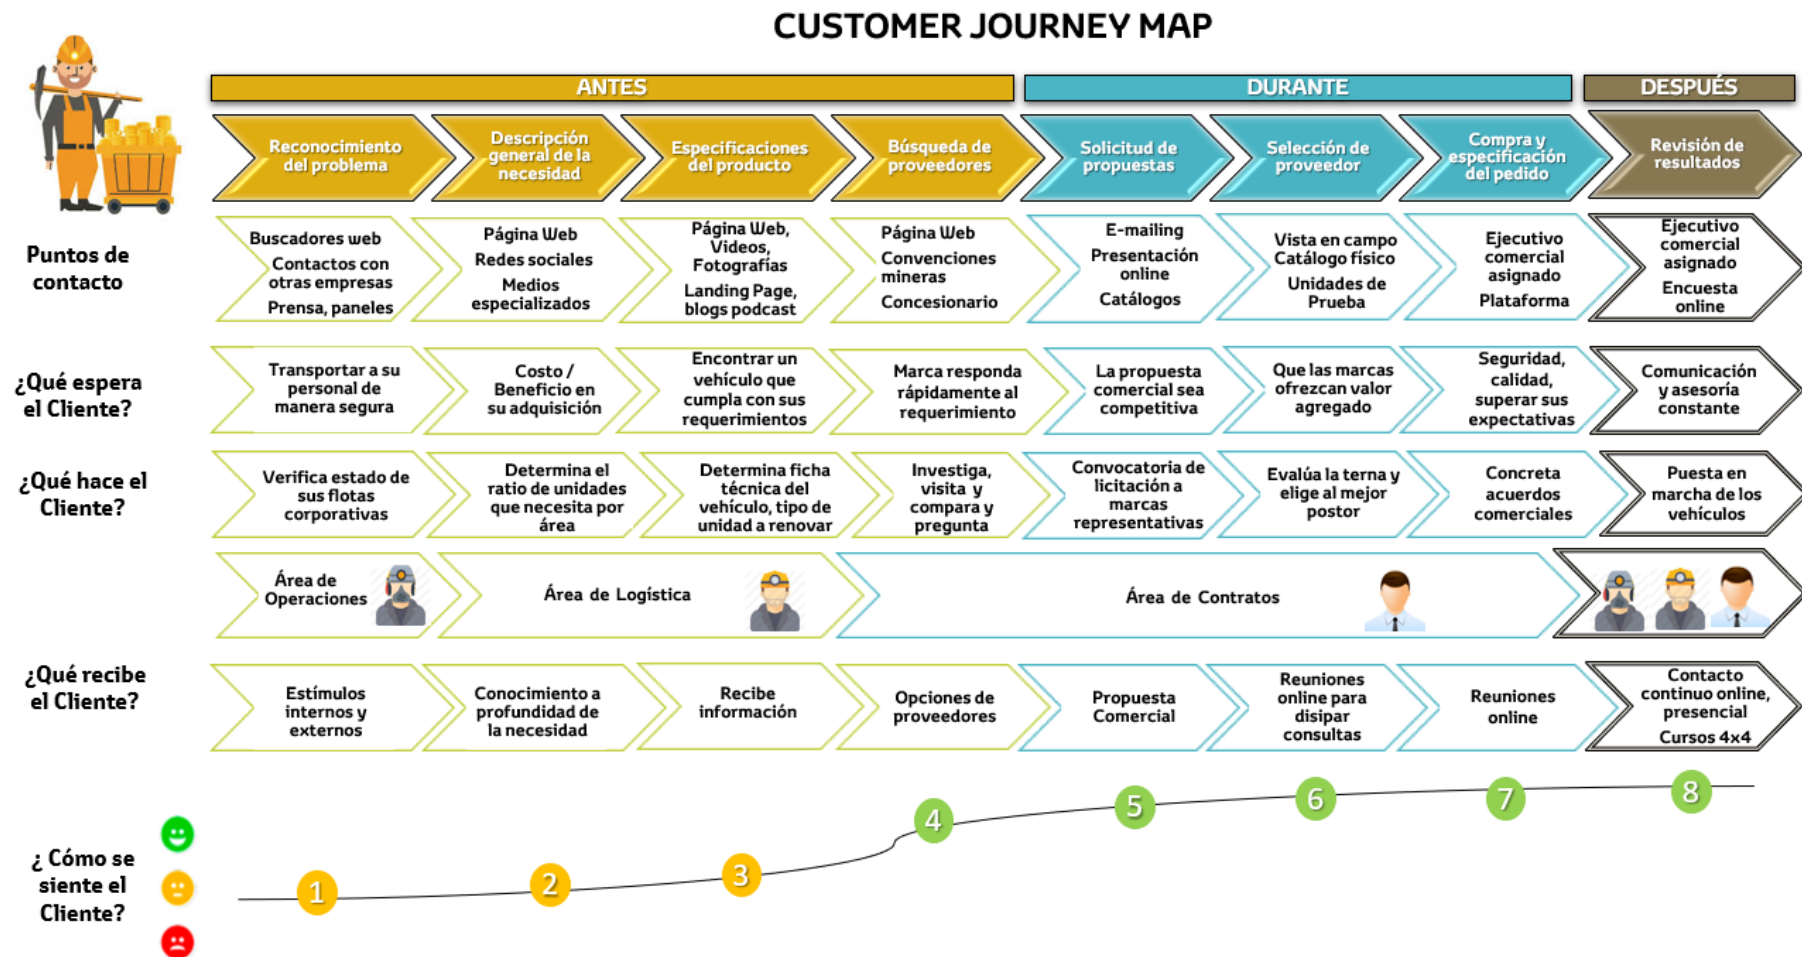 CUSTOMER JOURNEY MAP
ANTES
DURANTE
DESPUÉS
Reconocimiento
del problema
Descripción
general de la
necesidad
Especificaciones
del producto
Búsqueda de
proveedores
Solicitud de
propuestas
Selección de
proveedor
Compra y
especificación
del pedido
Revisión de
resultados
Puntos de
contacto
Buscadores web
Contactos con
otras empresas
Prensa, paneles
Página Web
Redes sociales
Medios
especializados
Página Web,
Videos,
Fotografías
Landing Page,
blogs podcast
Página Web
Convenciones
mineras
Concesionario
E-mailing
Presentación
online
Catálogos
Vista en campo
Catálogo físico
Unidades de
Prueba
Ejecutivo
comercial
asignado
Plataforma
Ejecutivo
comercial
asignado
Encuesta
online
¿Qué espera
el Cliente?
Transportar a su
personal de
manera segura
Costo /
Beneficio en
su adquisición
Encontrar un
vehículo que
cumpla con sus
requerimientos
Marca responda
rápidamente al
requerimiento
La propuesta
comercial sea
competitiva
Que las marcas
ofrezcan valor
agregado
Seguridad,
calidad,
superar sus
expectativas
Comunicación
y asesoría
constante
¿Qué hace el
Cliente?
Verifica estado de
sus flotas
corporativas
Determina el
ratio de unidades
que necesita por
área
Determina ficha
técnica del
vehículo, tipo de
unidad a renovar
Investiga,
visita y
compara y
pregunta
Convocatoria de
licitación a
marcas
representativas
Evalúa la terna y
elige al mejor
postor
Concreta
acuerdos
comerciales
Puesta en
marcha de los
vehículos
Área de
Operaciones
Área de Logística
Área de Contratos
¿Qué recibe
el Cliente?
Estímulos
internos y
externos
Conocimiento a
profundidad de
la necesidad
Recibe
información
Opciones de
proveedores
Propuesta
Comercial
Reuniones
online para
disipar
consultas
Reuniones
online
Contacto
continuo online,
presencial
Cursos 4x4
¿ Cómo se
siente el
Cliente?
1
2
3
4
5
6
7
8